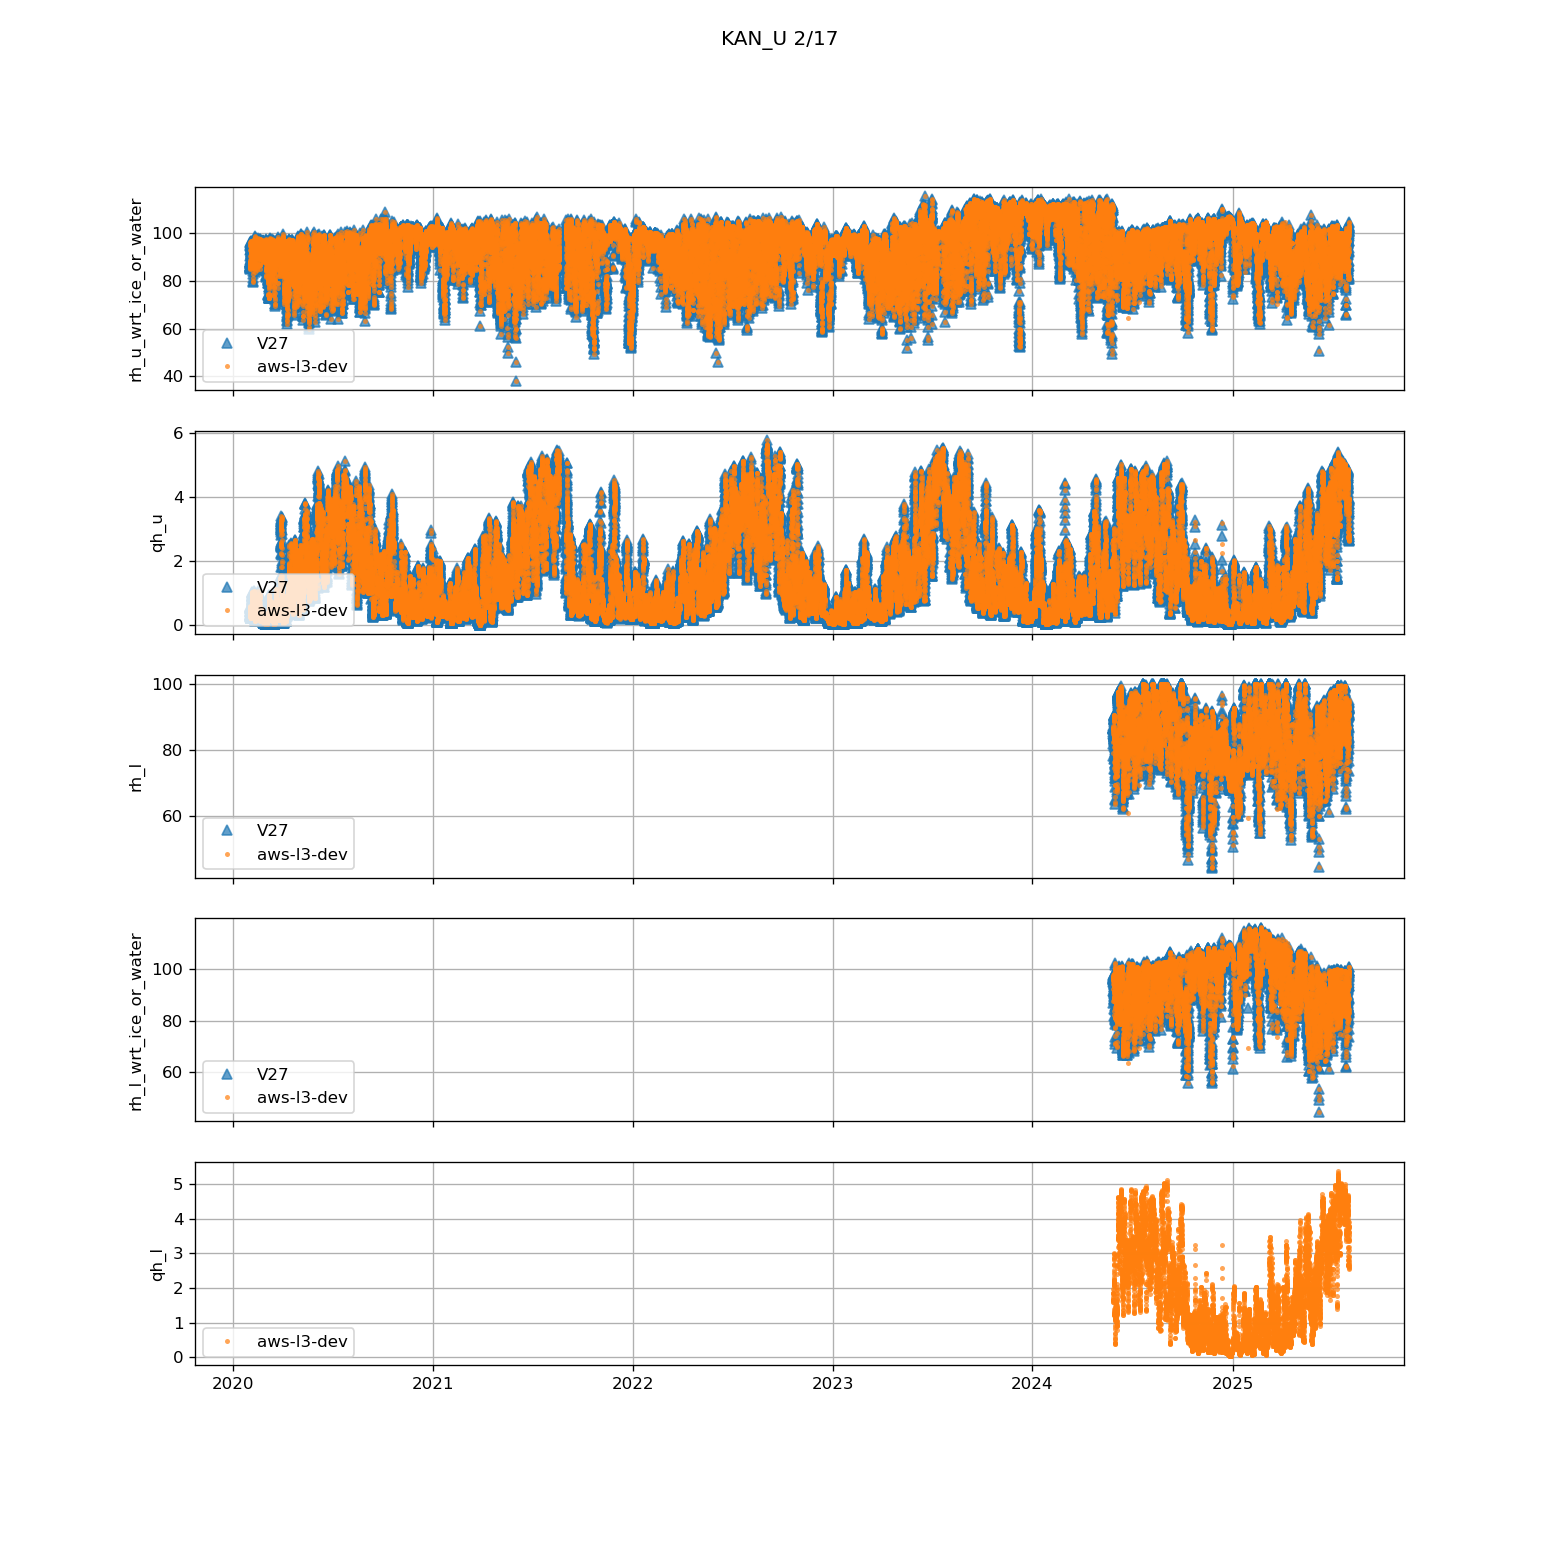 KAN_U 2/17
rh_u_wrt_ice_or_water
100
80
60
40
V27
aws-l3-dev
qh_u
6
4
2
0
V27
aws-l3-dev
rh_l
100
80
60
V27
aws-l3-dev
rh_l_wrt_ice_or_water
100
80
60
V27
aws-l3-dev
qh_l
5
4
3
2
1
0
aws-l3-dev
2020 2021 2022 2023 2024 2025